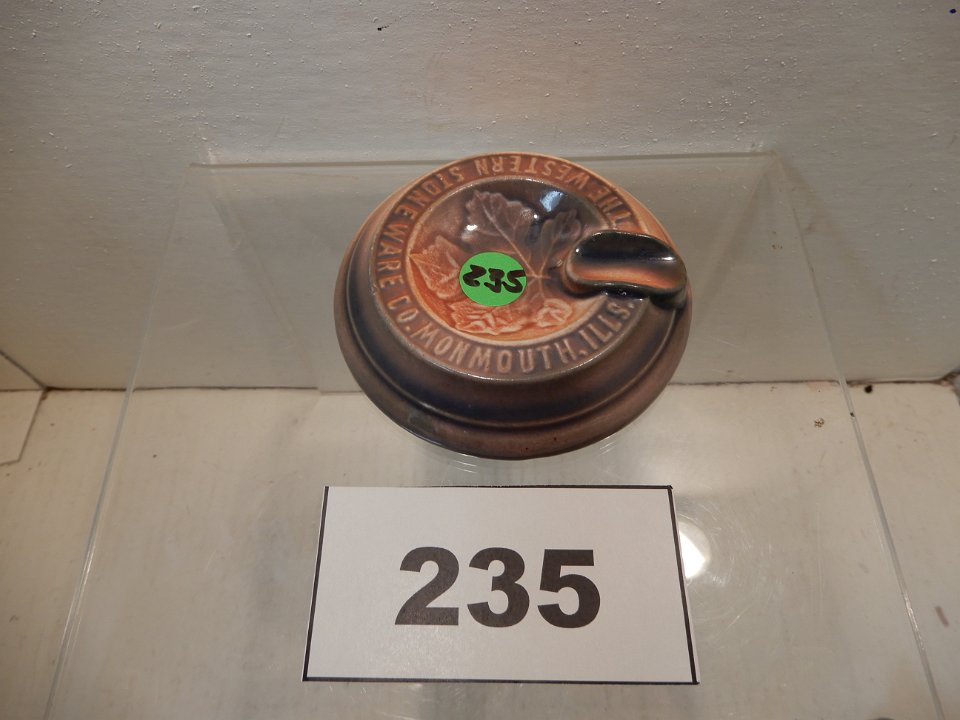 THE WESTERN STONEWARE CO. MONMOUTH, ILLS.
235
235